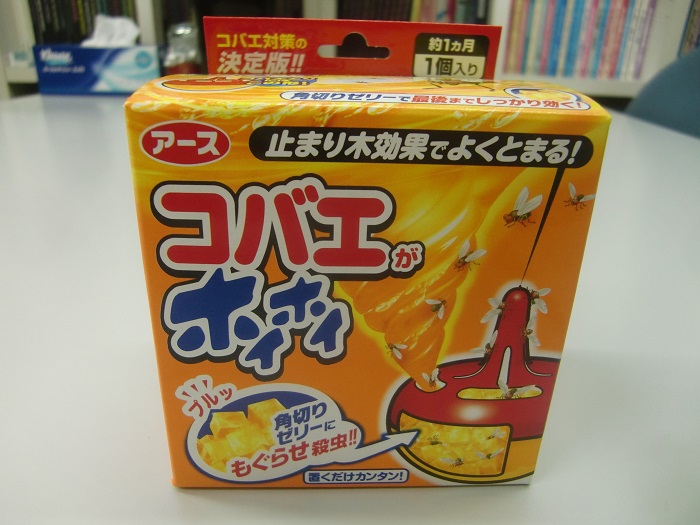 コバエ対策の
決定版!!
約1ヵ月
1個入り
角切りゼリーで最後までしっかり効く!
アース
止まり木効果でよくとまる!
コバエが
ホイホイ
プルッ
角切り
ゼリーに
もぐらせ殺虫!!
置くだけカンタン!
Kleenex